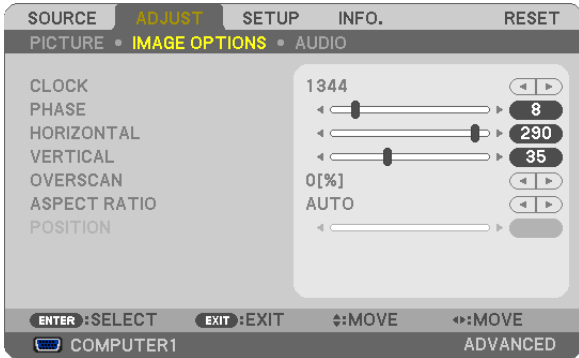 SOURCE ADJUST SETUP INFO. RESET
PICTURE • IMAGE OPTIONS • AUDIO
CLOCK 1344
PHASE 8
HORIZONTAL 290
VERTICAL 35
OVERSCAN 0[%]
ASPECT RATIO AUTO
POSITION
ENTER :SELECT EXIT :EXIT :MOVE :MOVE
COMPUTER1 ADVANCED